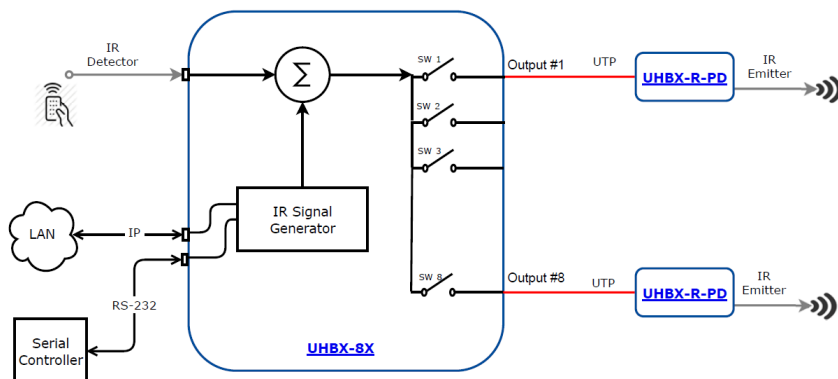 IR
Detector
Σ
SW 1
Output #1
UTP
UHBX-R-PD
IR
Emitter
SW 2
SW 3
IR Signal
Generator
LAN
IP
RS-232
SW 8
Output #8
UTP
UHBX-R-PD
IR
Emitter
Serial
Controller
UHBX-8X